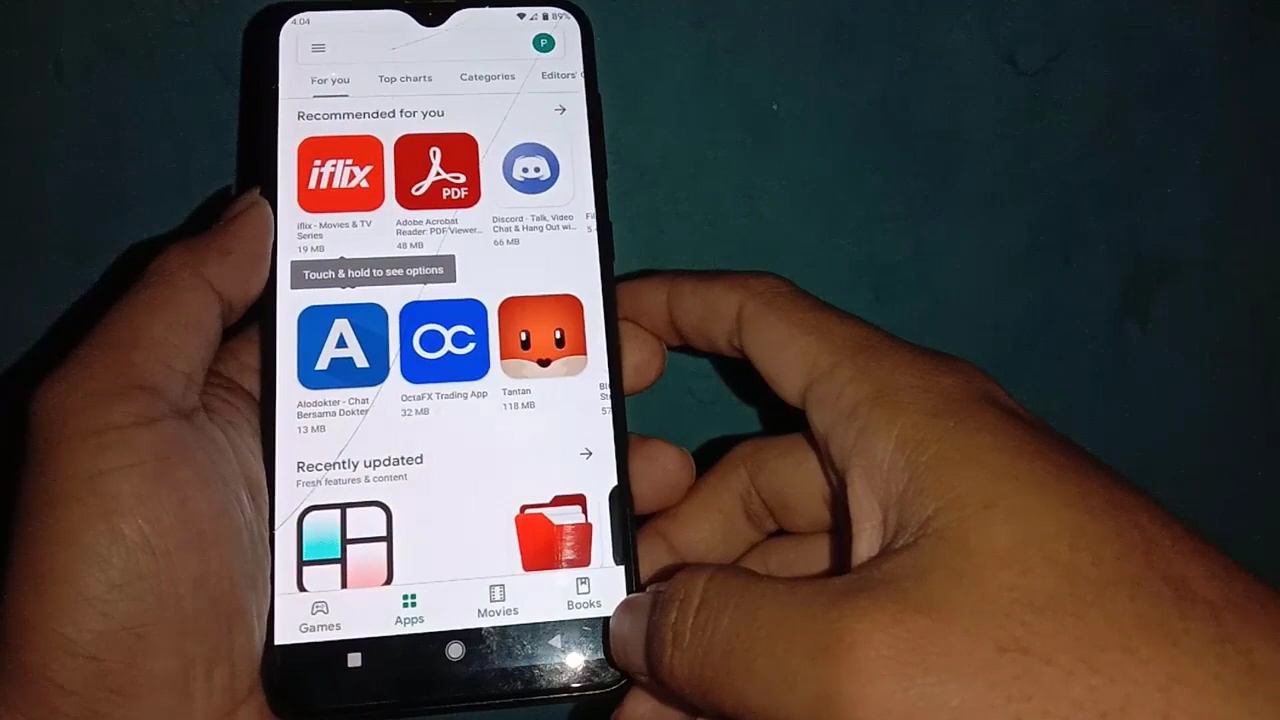 4.04
89%
P
For you
Top charts
Categories
Editors'
Recommended for you
iflix
PDF
iflix - Movies & TV
Series
19 MB
Adobe Acrobat
Reader: PDF Viewer...
48 MB
Discord - Talk, Video
Chat & Hang Out wi...
66 MB
Touch & hold to see options
A
OC
Alodokter - Chat
Bersama Dokter
13 MB
OctaFX Trading App
32 MB
Tantan
118 MB
Recently updated
Fresh features & content
Games
Apps
Movies
Books